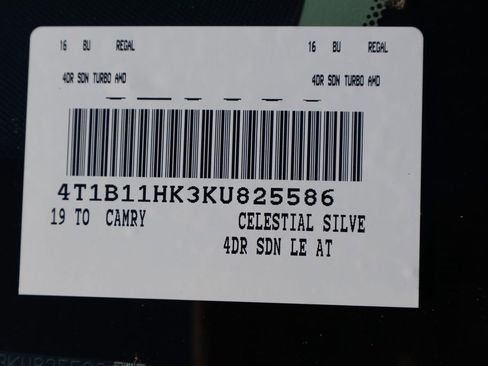 16 BU REGAL 16 BU REGAL
4DR SDN TURBO AWD 4DR SDN TURBO AWD
4T1B11HK3KU825586
19 TO CAMRY CELESTIAL SILVE
4DR SDN LE AT